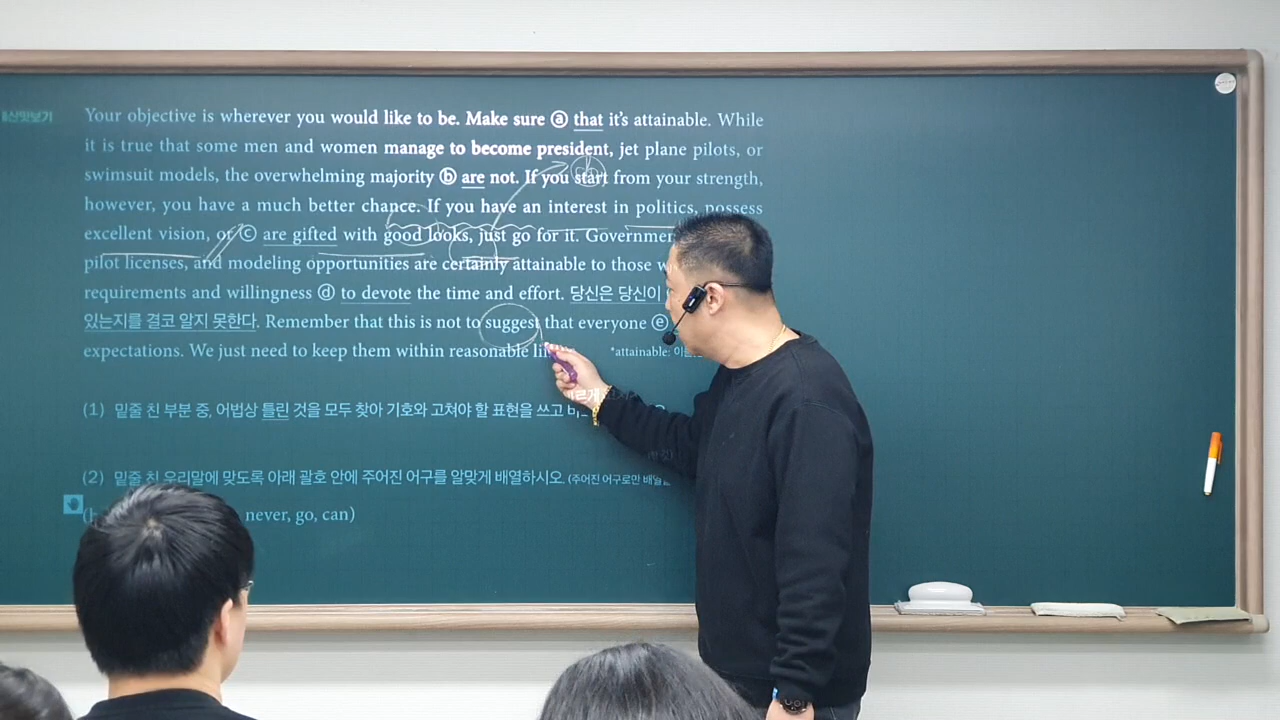 Your objective is wherever you would like to be. Make sure ⓐ that it's attainable. While
it is true that some men and women manage to become president, jet plane pilots, or
swimsuit models, the overwhelming majority ⓑ are not. If you start from your strength,
however, you have a much better chance. If you have an interest in politics, possess
excellent vision, or ⓒ are gifted with good looks, just go for it.
pilot licenses, and modeling opportunities are certainly attainable to those
requirements and willingness ⓓ to devote the time and effort. 당신은 당신이
있는지를 결코 알지 못한다. Remember that this is not to suggest that everyone ⓔ
expectations. We just need to keep them within reasonable
*attainable:
(1) 밑줄 친 부분 중, 어법상 틀린 것을 모두 찾아 기호와 고쳐야 할 표현을 쓰고
(2) 밑줄 친 우리말에 맞도록 아래 괄호 안에 주어진 어구를 알맞게 배열하시오. (주어진 어구로만
never, go, can)